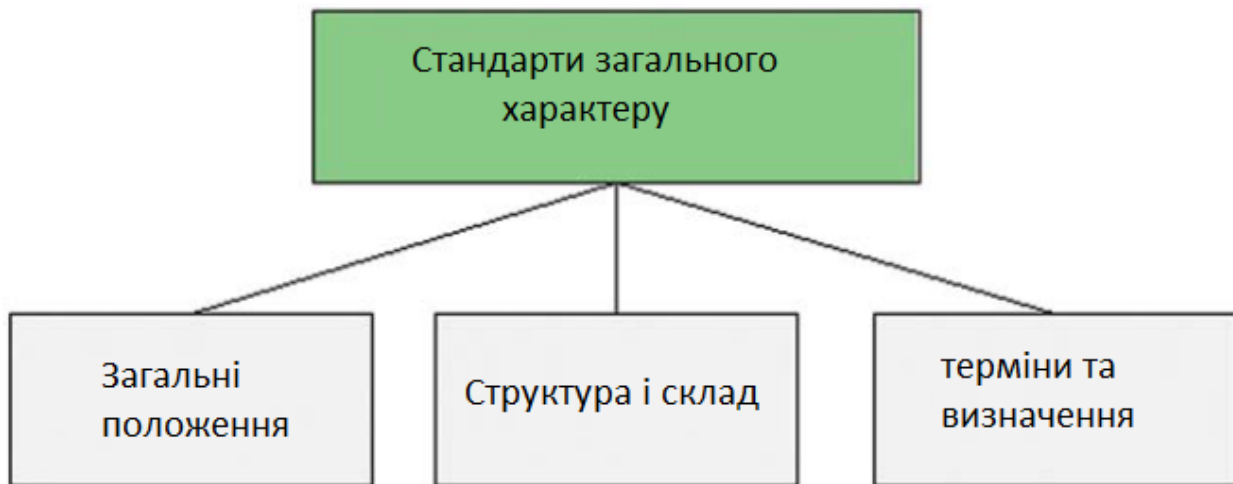 Стандарти загального
характеру
Загальні
положення
Структура і склад
терміни та
визначення